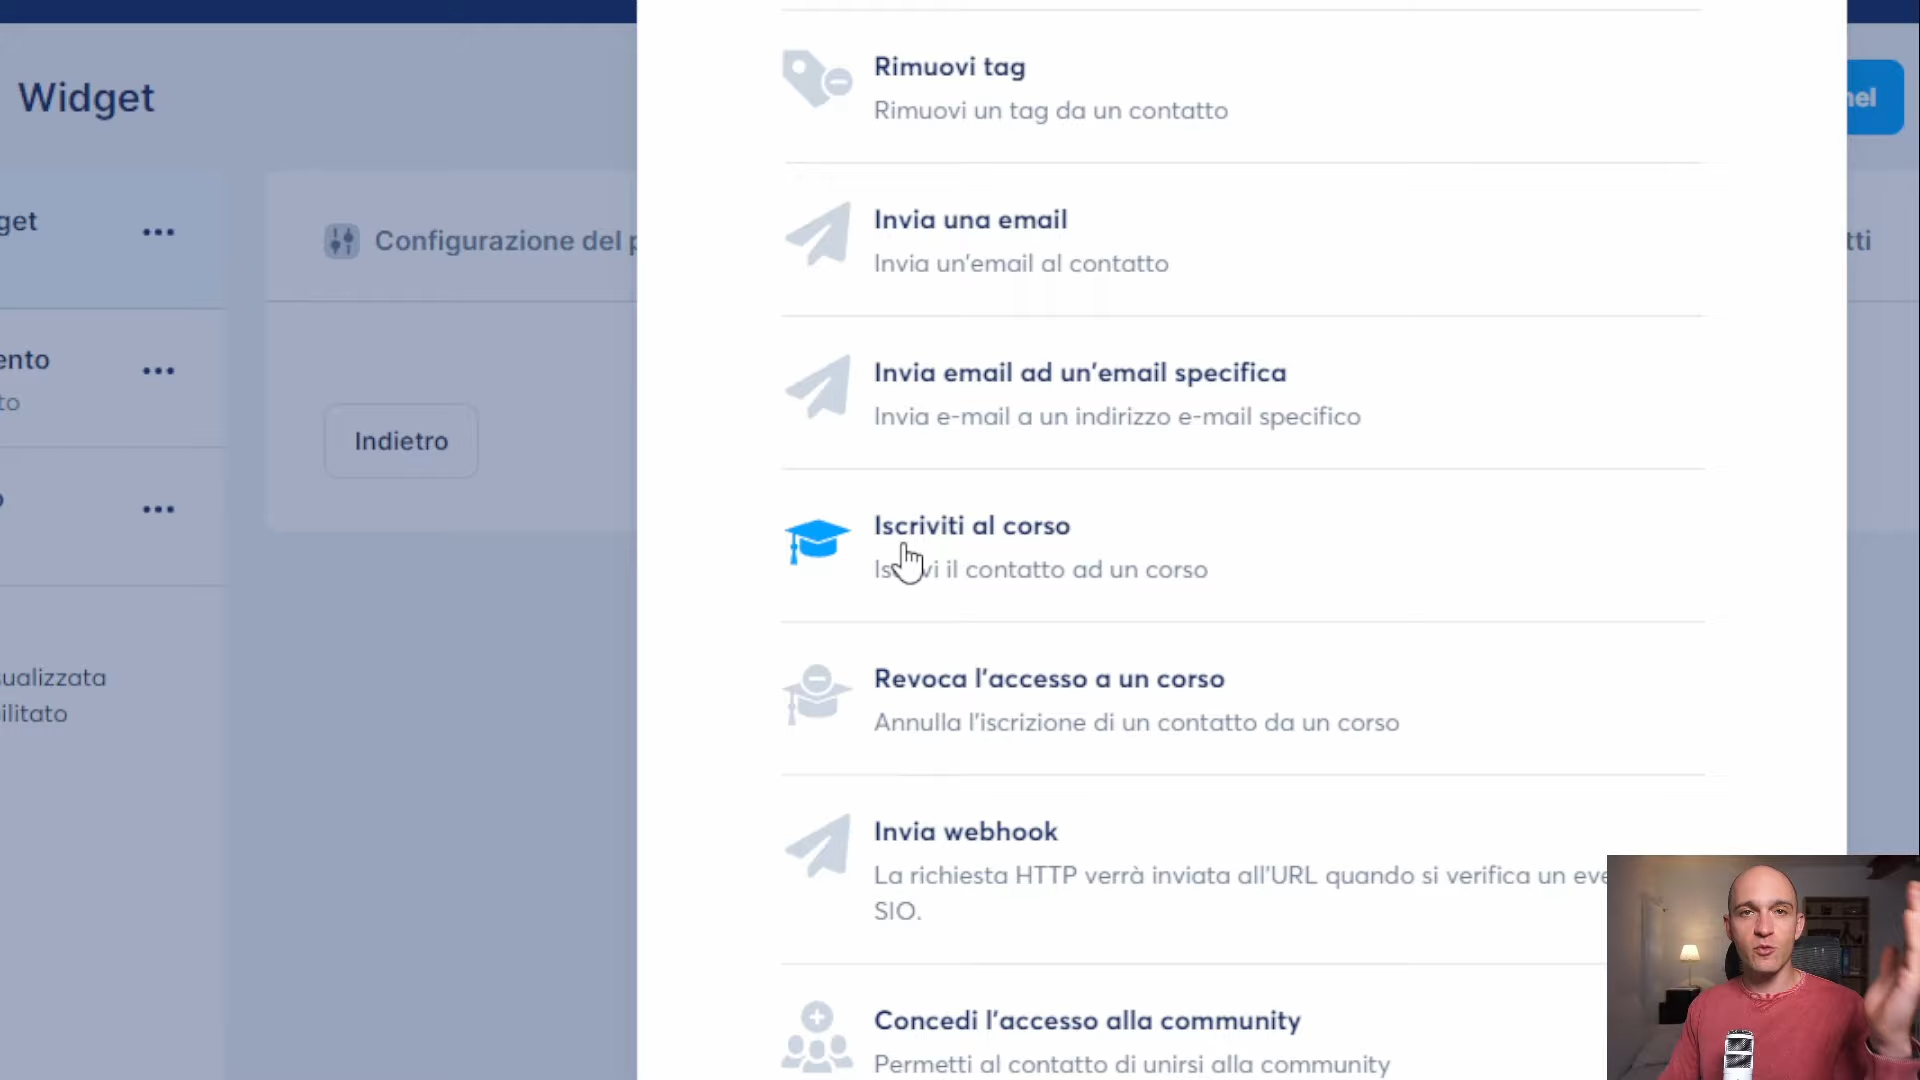 Widget
get
ento
to
ualizzata
ilitato
Configurazione del p
Indietro
Rimuovi tag
Rimuovi un tag da un contatto
Invia una email
Invia un'email al contatto
Invia email ad un'email specifica
Invia e-mail a un indirizzo e-mail specifico
Iscriviti al corso
Iscrivi il contatto ad un corso
Revoca l'accesso a un corso
Annulla l'iscrizione di un contatto da un corso
Invia webhook
La richiesta HTTP verrà inviata all'URL quando si verifica un eve
SIO.
Concedi l'accesso alla community
Permetti al contatto di unirsi alla community
nel
tti